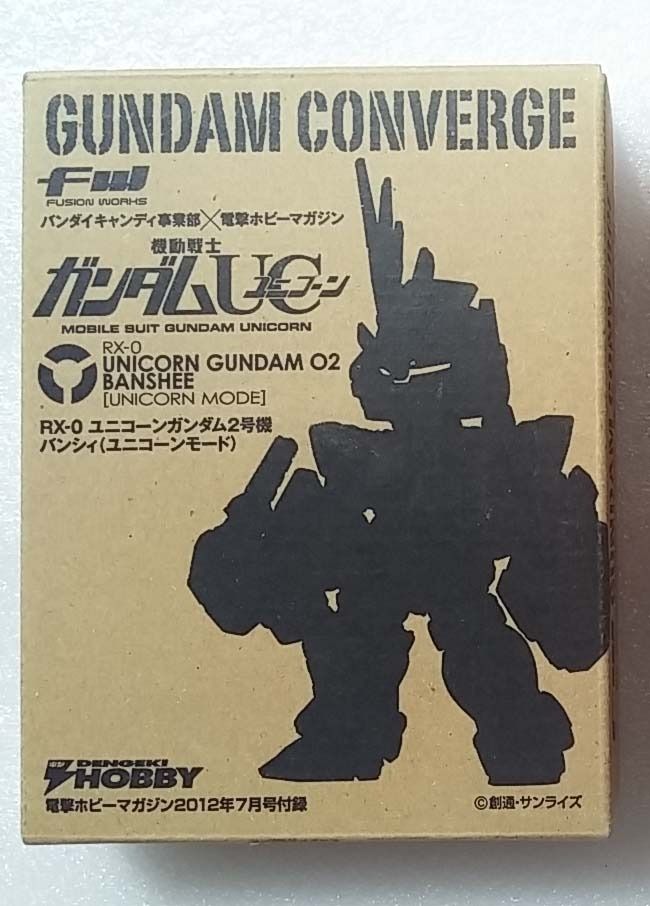 GUNDAM CONVERGE
FW
FUSION WORKS
バンダイキャンディ事業部×電撃ホビーマガジン
機動戦士
ガンダムUC
ユニコーン
MOBILE SUIT GUNDAM UNICORN
RX-0
UNICORN GUNDAM 02
BANSHEE
[UNICORN MODE]
RX-0 ユニコーンガンダム2号機
バンシィ(ユニコーンモード)
電撃
DENGEKI
HOBBY
電撃ホビーマガジン2012年7月号付録
©創通・サンライズ